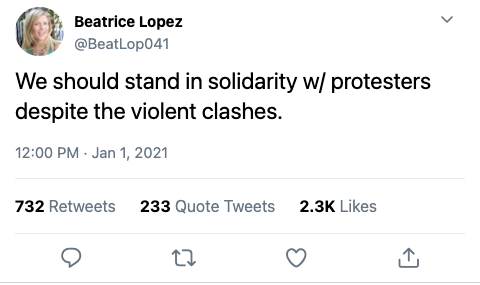 Beatrice Lopez
@BeatLop041
We should stand in solidarity w/ protesters
despite the violent clashes.
12:00 PM · Jan 1, 2021
732 Retweets 233 Quote Tweets 2.3K Likes